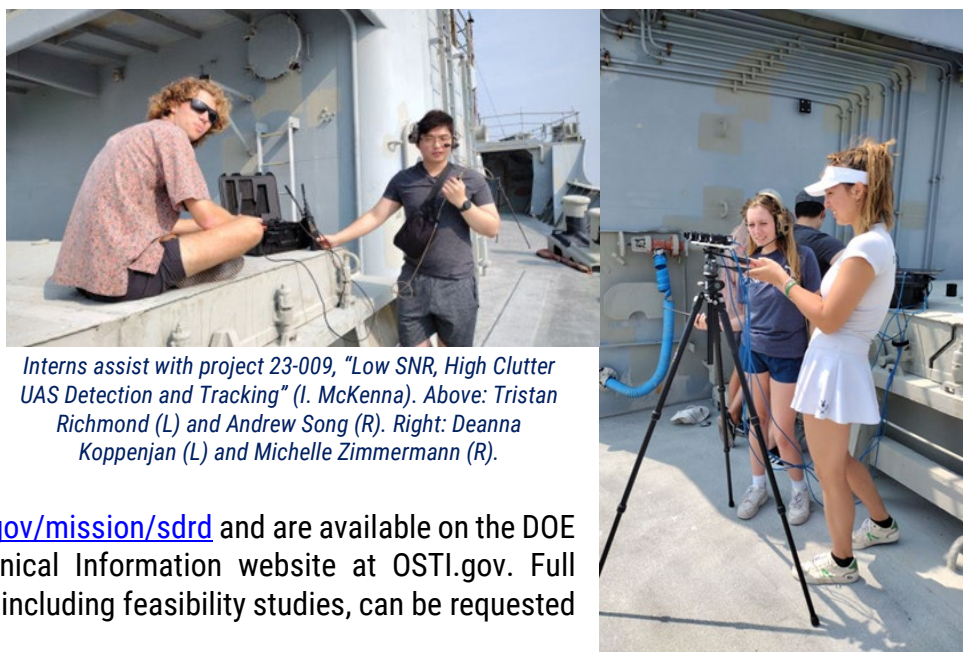 Interns assist with project 23-009, “Low SNR, High Clutter
UAS Detection and Tracking” (I. McKenna). Above: Tristan
Richmond (L) and Andrew Song (R). Right: Deanna
Koppenjan (L) and Michelle Zimmermann (R).
gov/mission/sdrd and are available on the DOE
nical Information website at OSTI.gov. Full
including feasibility studies, can be requested